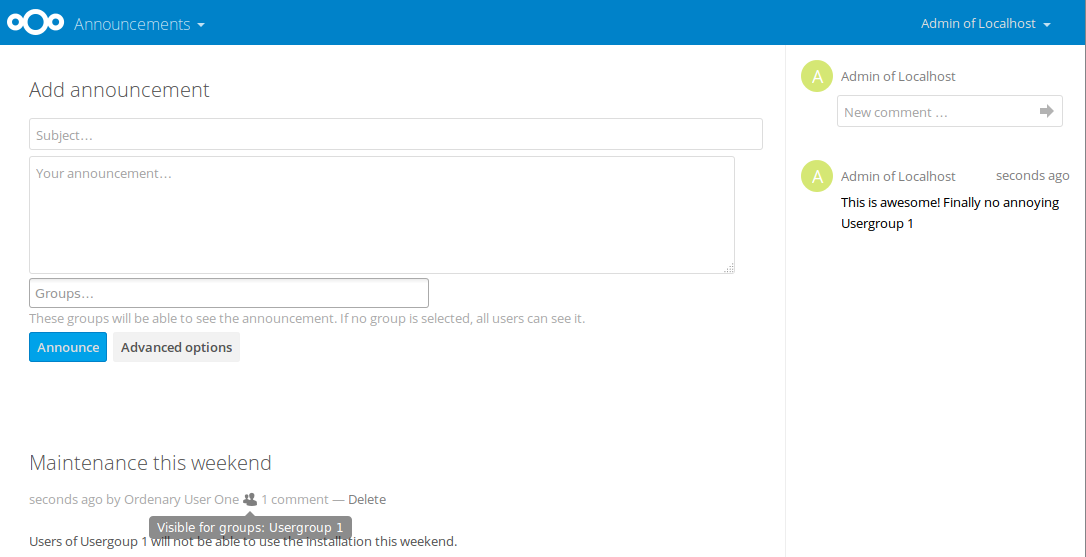 Announcements
Admin of Localhost
Add announcement
Subject...
Your announcement...
Groups...
These groups will be able to see the announcement. If no group is selected, all users can see it.
Announce
Advanced options
Maintenance this weekend
seconds ago by Ordenary User One 1 comment — Delete
Visible for groups: Usergroup 1
Users of Usergroup 1 will not be able to use the installation this weekend.
A
Admin of Localhost
New comment ...
A
Admin of Localhost seconds ago
This is awesome! Finally no annoying
Usergroup 1